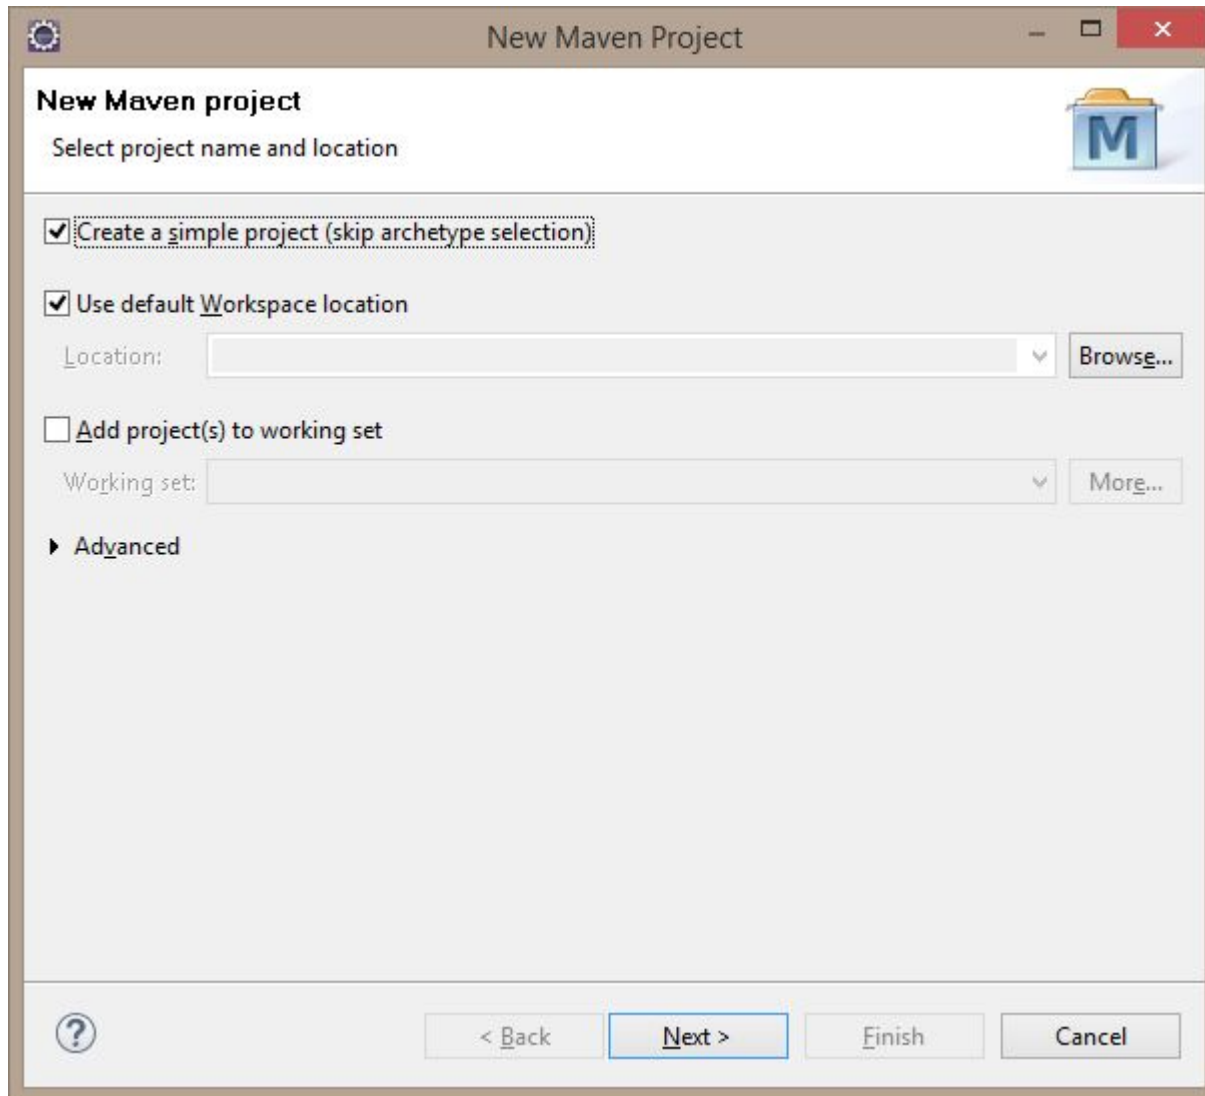 New Maven Project
New Maven project
Select project name and location
M
Create a simple project (skip archetype selection)
Use default Workspace location
Location:
Browse...
Add project(s) to working set
Working set:
More...
Advanced
?
< Back
Next >
Finish
Cancel